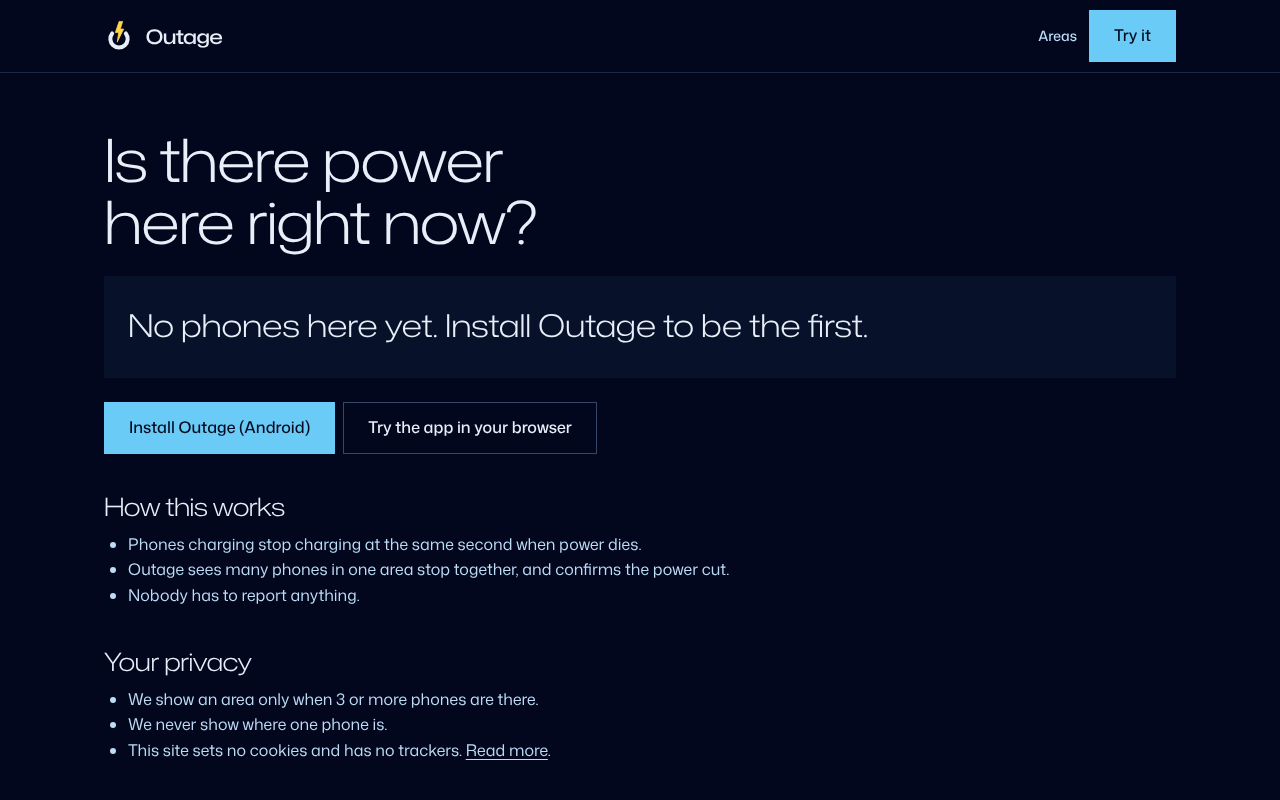 Outage
Areas
Try it
Is there power
here right now?
No phones here yet. Install Outage to be the first.
Install Outage (Android)
Try the app in your browser
How this works
Phones charging stop charging at the same second when power dies.
Outage sees many phones in one area stop together, and confirms the power cut.
Nobody has to report anything.
Your privacy
We show an area only when 3 or more phones are there.
We never show where one phone is.
This site sets no cookies and has no trackers. Read more.